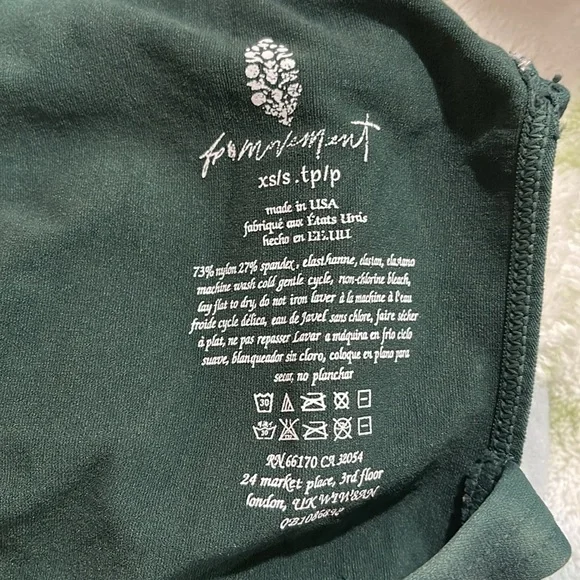 fp movement
xs/s .tp/p
made in USA
fabriqué aux États Unis
hecho en EE.UU
73% nylon 27% spandex, elasthanne, elastan, elastano
machine wash cold gentle cycle, non-chlorine bleach,
lay flat to dry, do not iron laver à la machine à l'eau
froide cycle délica, eau de Javel sans chlore, faire sécher
à plat, ne pas repasser Lavar a máquina en frío ciclo
suave, blanqueador sin cloro, coloque en plano para
secar, no planchar
30
30
RN 66170 CA 32054
24 market place, 3rd floor
london, UK W1W8AN
OB1086892